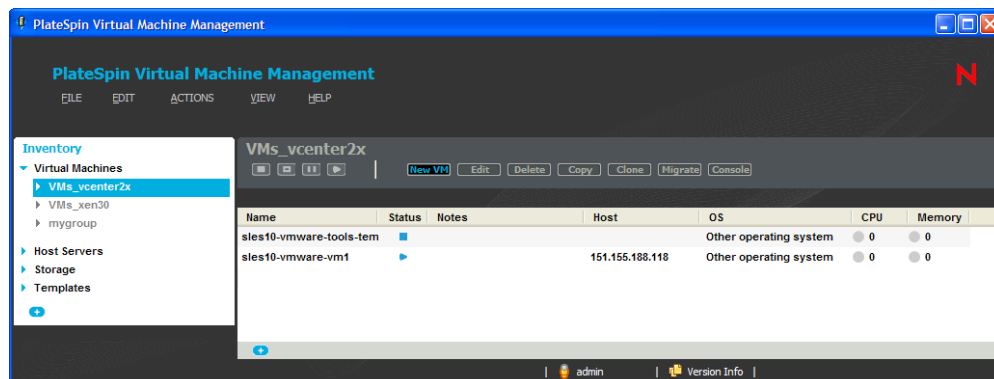 PlateSpin Virtual Machine Management
PlateSpin Virtual Machine Management
N
FILE EDIT ACTIONS VIEW HELP
Inventory
Virtual Machines
VMs_vcenter2x
VMs_xen30
mygroup
Host Servers
Storage
Templates
VMs_vcenter2x
New VM Edit Delete Copy Clone Migrate Console
Name Status Notes Host OS CPU Memory
sles10-vmware-tools-tem Other operating system 0 0
sles10-vmware-vm1 151.155.188.118 Other operating system 0 0
| admin | Version Info |